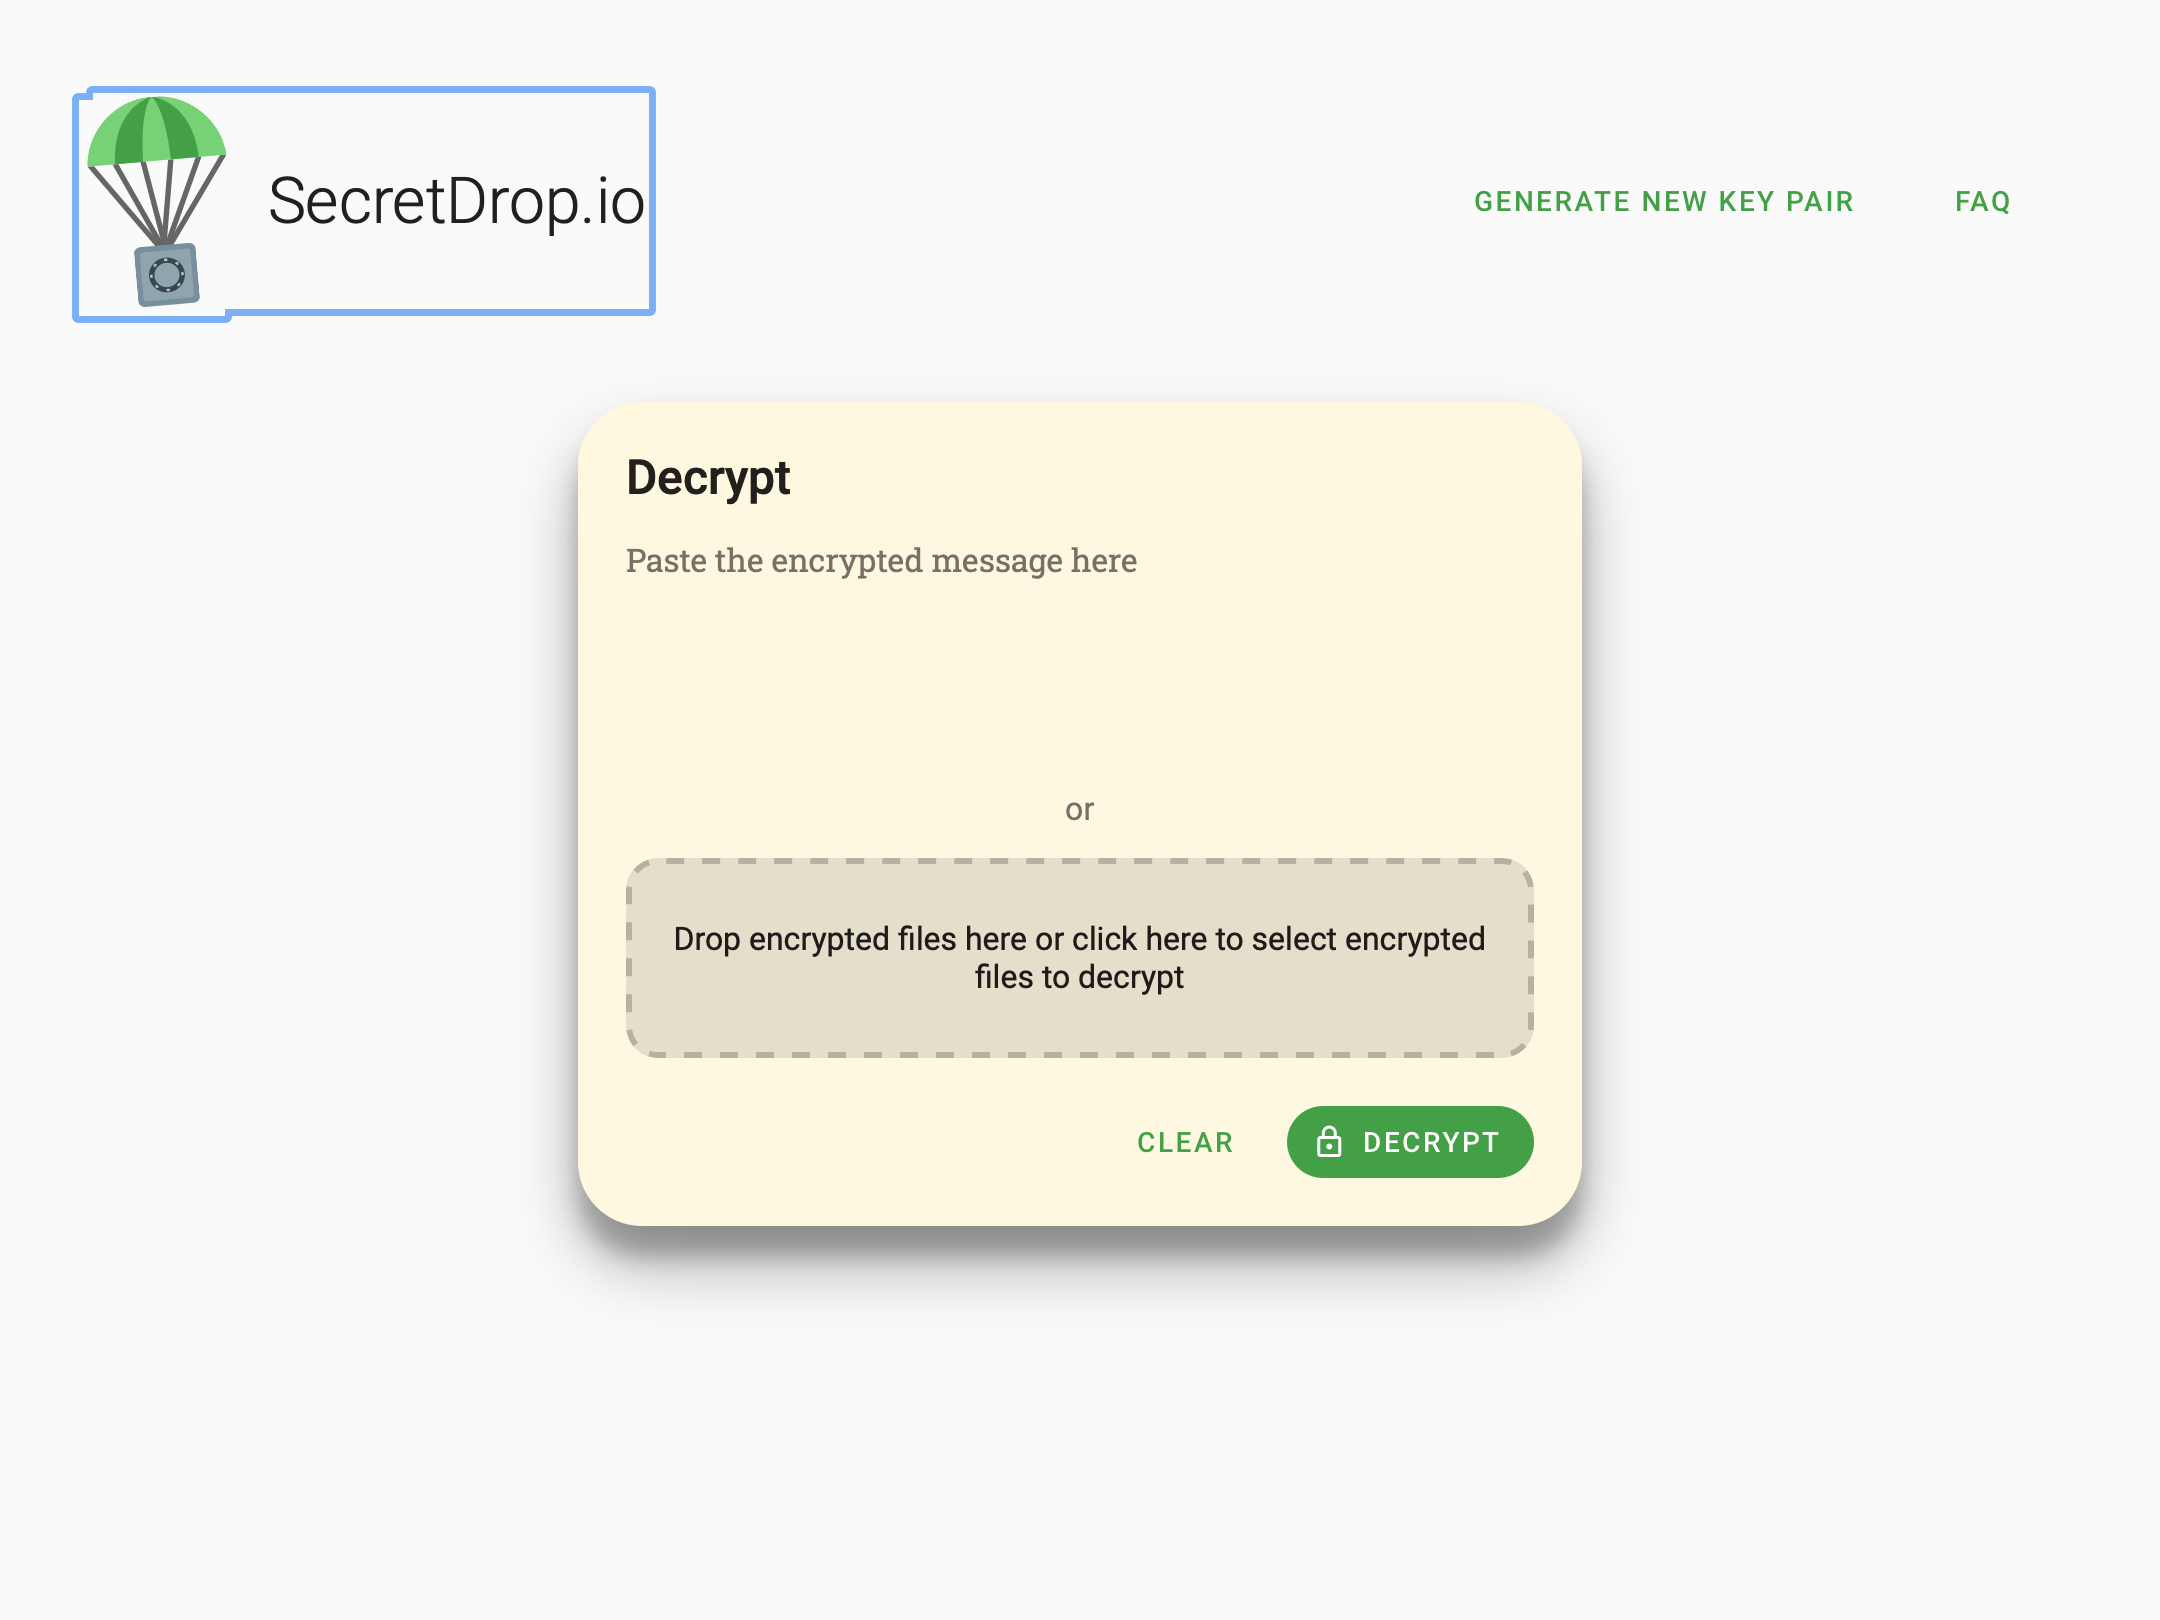 SecretDrop.io
GENERATE NEW KEY PAIR
FAQ
Decrypt
Paste the encrypted message here
or
Drop encrypted files here or click here to select encrypted
files to decrypt
CLEAR
DECRYPT